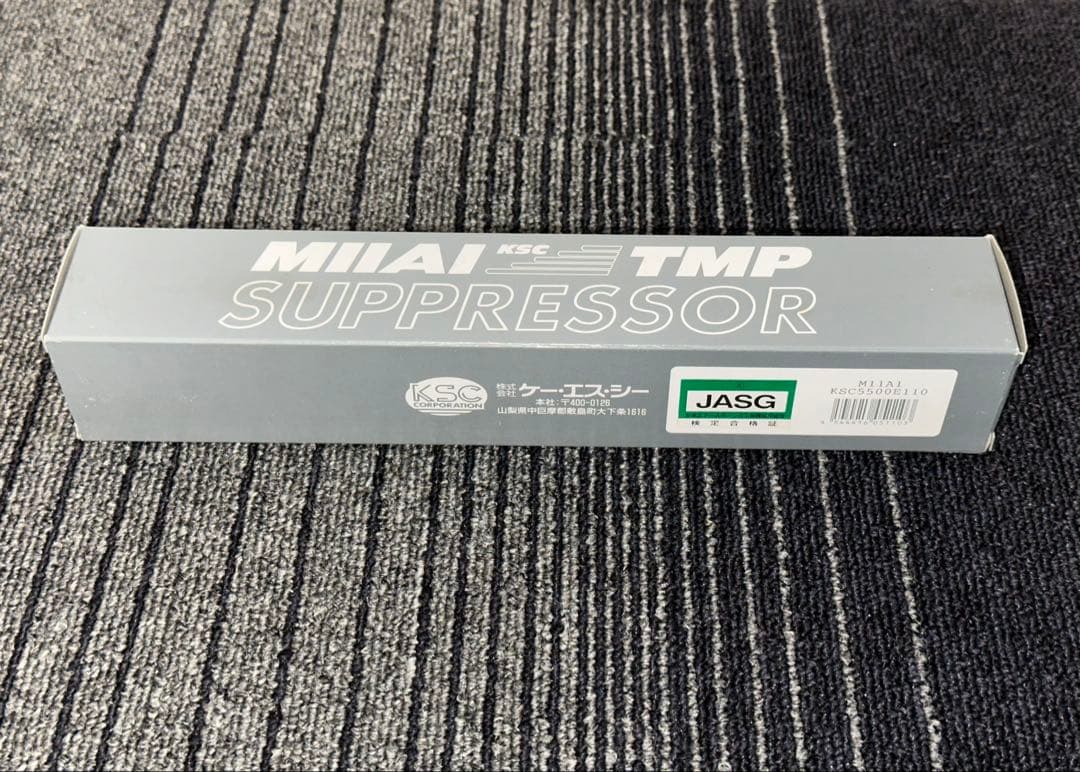 M11A1 KSC TMP
SUPPRESSOR
KSC
CORPORATION
株式会社 ケー・エス・シー
本社:〒400-0126
山梨県中巨摩郡敷島町大下条1616
JASG
検定合格証
M11A1
KSC5500E110